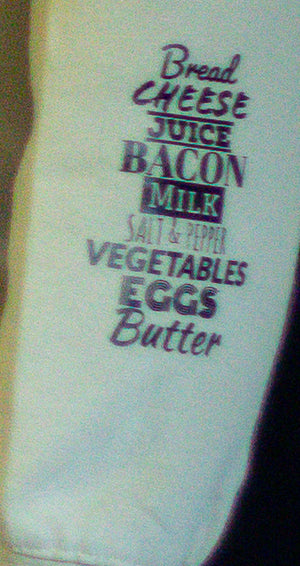 Bread
CHEESE
JUICE
BACON
MILK
SALT & PEPPER
VEGETABLES
EGGS
Butter